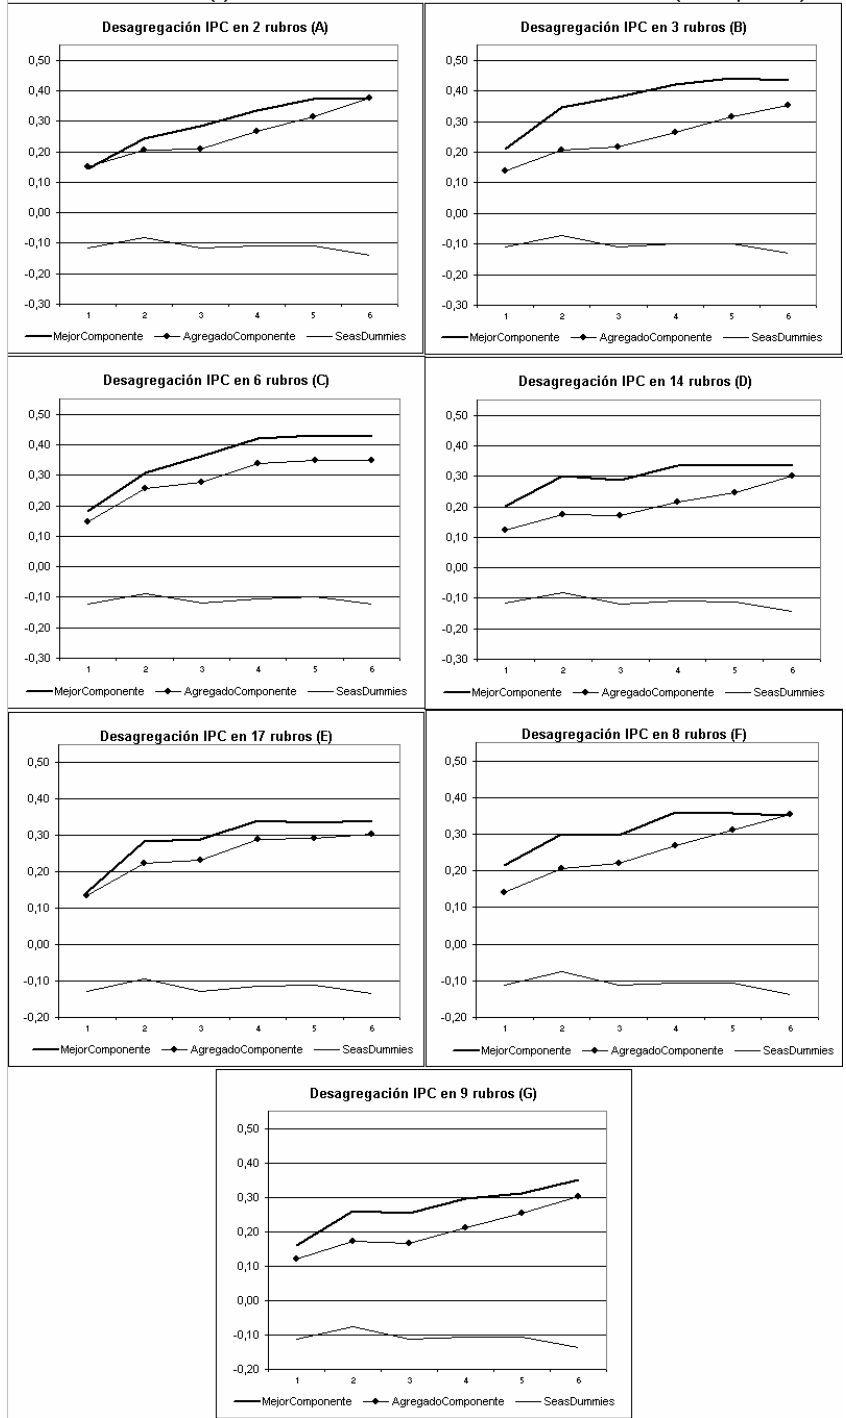 Desagregación IPC en 2 rubros (A)
0,50
0,40
0,30
0,20
0,10
0,00
-0,10
-0,20
-0,30
1 2 3 4 5 6
MejorComponente AgregadoComponente SeasDummies
Desagregación IPC en 3 rubros (B)
0,50
0,40
0,30
0,20
0,10
0,00
-0,10
-0,20
-0,30
1 2 3 4 5 6
MejorComponente AgregadoComponente SeasDummies
Desagregación IPC en 6 rubros (C)
0,50
0,40
0,30
0,20
0,10
0,00
-0,10
-0,20
-0,30
1 2 3 4 5 6
MejorComponente AgregadoComponente SeasDummies
Desagregación IPC en 14 rubros (D)
0,50
0,40
0,30
0,20
0,10
0,00
-0,10
-0,20
-0,30
1 2 3 4 5 6
MejorComponente AgregadoComponente SeasDummies
Desagregación IPC en 17 rubros (E)
0,50
0,40
0,30
0,20
0,10
0,00
-0,10
-0,20
1 2 3 4 5 6
MejorComponente AgregadoComponente SeasDummies
Desagregación IPC en 8 rubros (F)
0,50
0,40
0,30
0,20
0,10
0,00
-0,10
-0,20
1 2 3 4 5 6
MejorComponente AgregadoComponente SeasDummies
Desagregación IPC en 9 rubros (G)
0,50
0,40
0,30
0,20
0,10
0,00
-0,10
-0,20
1 2 3 4 5 6
MejorComponente AgregadoComponente SeasDummies